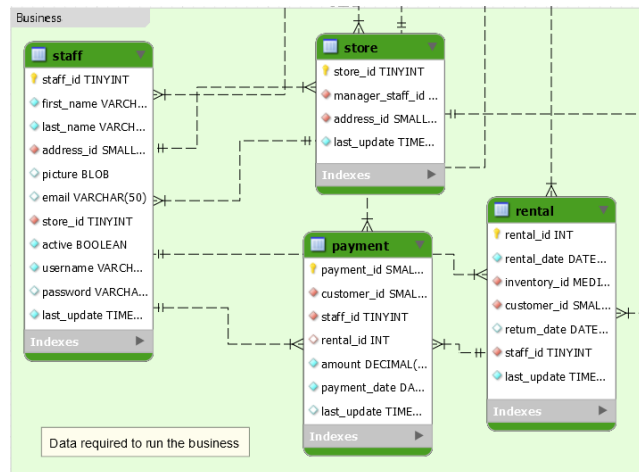 Business
staff
staff_id TINYINT
first_name VARCH...
last_name VARCH...
address_id SMALL...
picture BLOB
email VARCHAR(50)
store_id TINYINT
active BOOLEAN
username VARCH...
password VARCHA...
last_update TIME...
Indexes
store
store_id TINYINT
manager_staff_id ...
address_id SMALL...
last_update TIME...
Indexes
payment
payment_id SMAL...
customer_id SMAL...
staff_id TINYINT
rental_id INT
amount DECIMAL(...
payment_date DA...
last_update TIME...
Indexes
rental
rental_id INT
rental_date DATE...
inventory_id MEDI...
customer_id SMAL...
return_date DATE...
staff_id TINYINT
last_update TIME...
Indexes
Data required to run the business